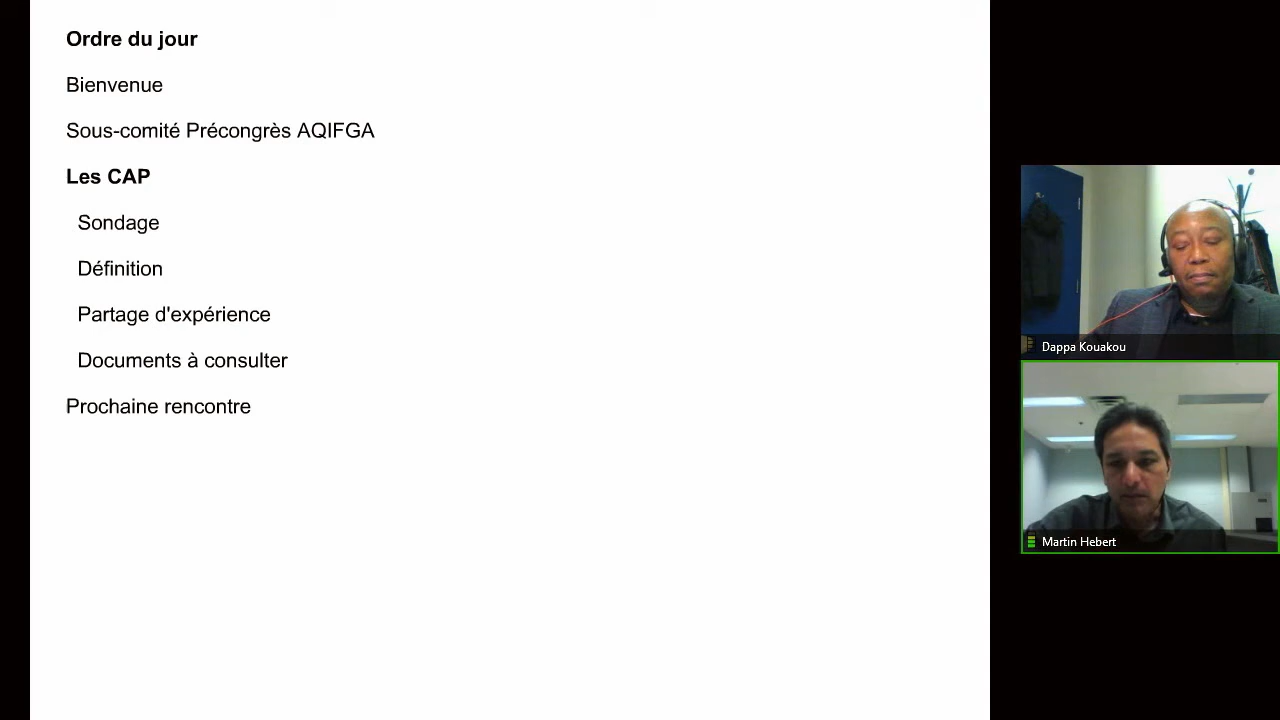 Ordre du jour
Bienvenue
Sous-comité Précongrès AQIFGA
Les CAP
Sondage
Définition
Partage d'expérience
Documents à consulter
Prochaine rencontre
Dappa Kouakou
Martin Hebert